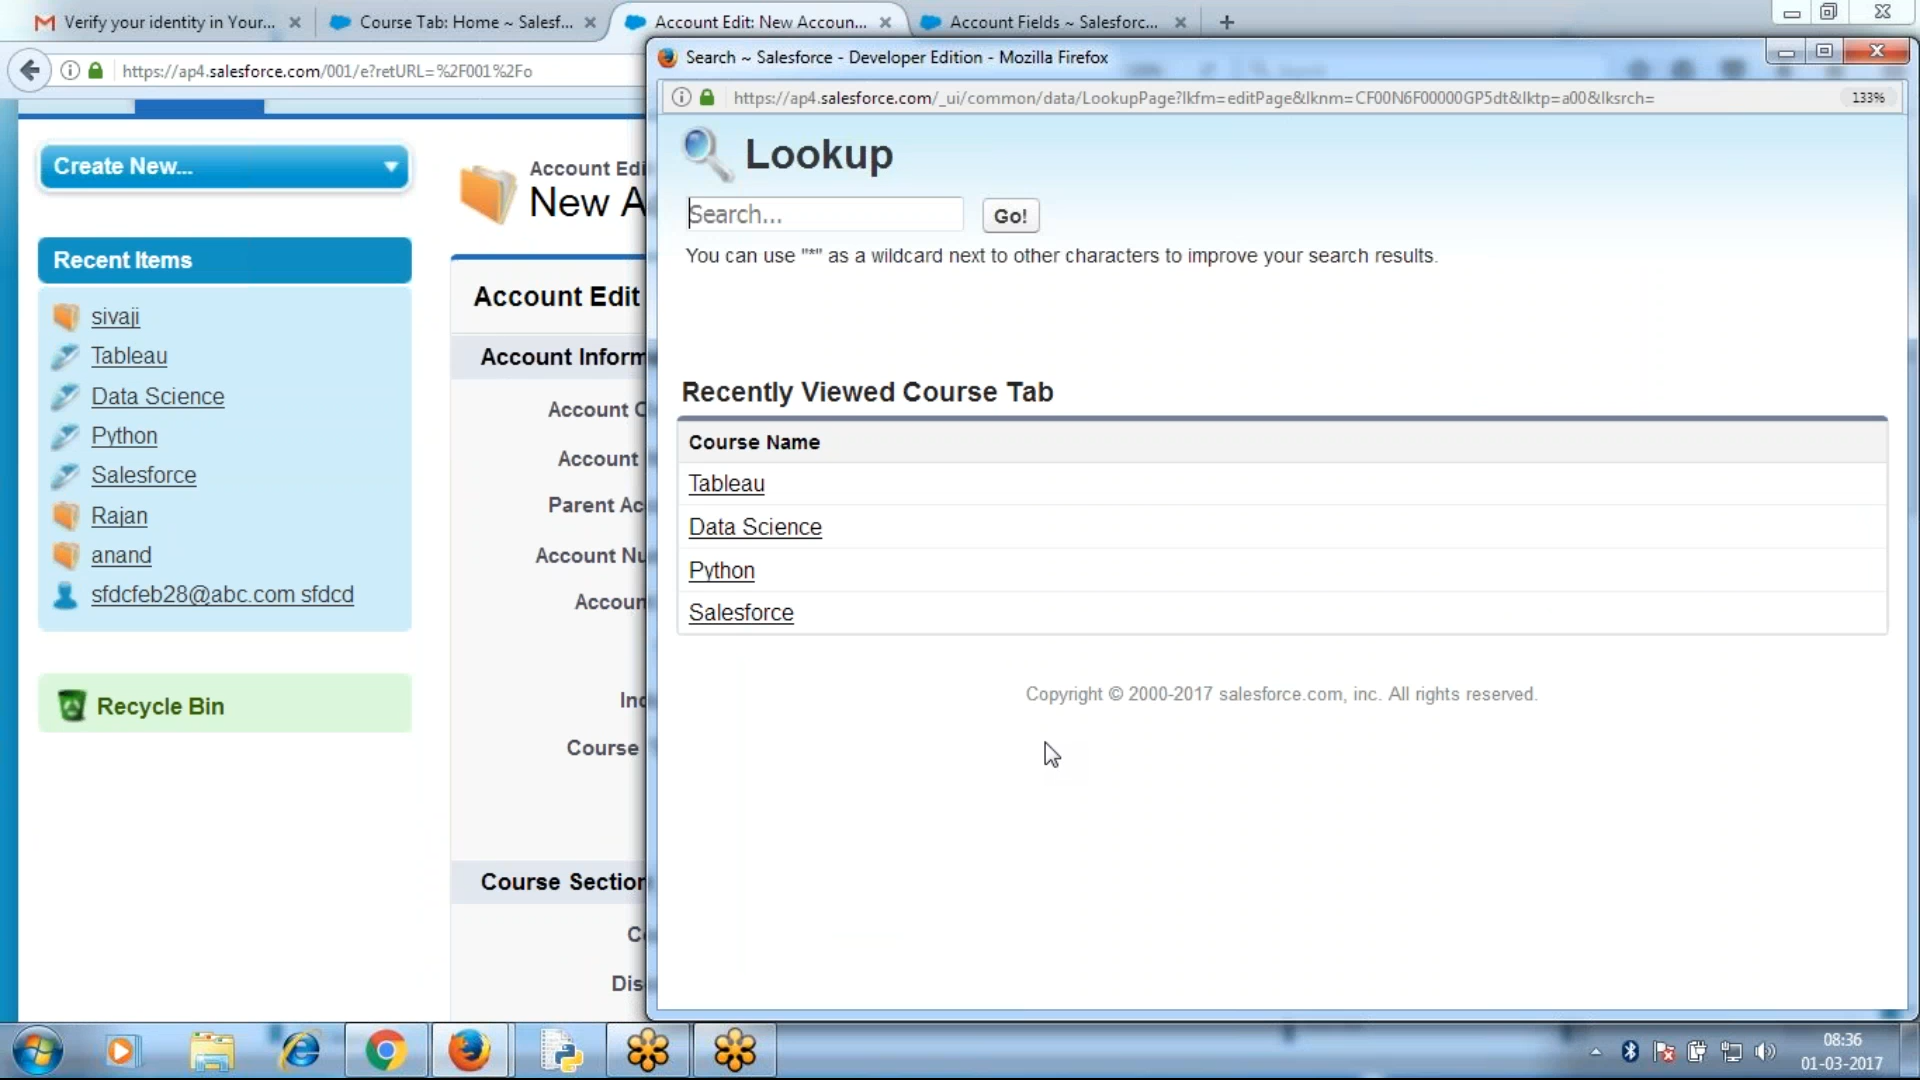 Verify your identity in Your...
Course Tab: Home ~ Salesf...
Account Edit: New Accoun...
Account Fields ~ Salesforc...
https://ap4.salesforce.com/001/e?retURL=%2F001%2Fo
Search ~ Salesforce - Developer Edition - Mozilla Firefox
https://ap4.salesforce.com/_ui/common/data/LookupPage?lkfm=editPage&lknm=CF00N6F00000GP5dt&lktp=a00&lksrch=
133%
Create New...
Recent Items
sivaji
Tableau
Data Science
Python
Salesforce
Rajan
anand
sfdcfeb28@abc.com sfdcd
Recycle Bin
Account Edi
New A
Account Edit
Account Inform
Account O
Account
Parent Ac
Account Nu
Accoun
Ind
Course
Course Section
Co
Dis
Lookup
Search...
Go!
You can use "*" as a wildcard next to other characters to improve your search results.
Recently Viewed Course Tab
Course Name
Tableau
Data Science
Python
Salesforce
Copyright © 2000-2017 salesforce.com, inc. All rights reserved.
08:36
01-03-2017